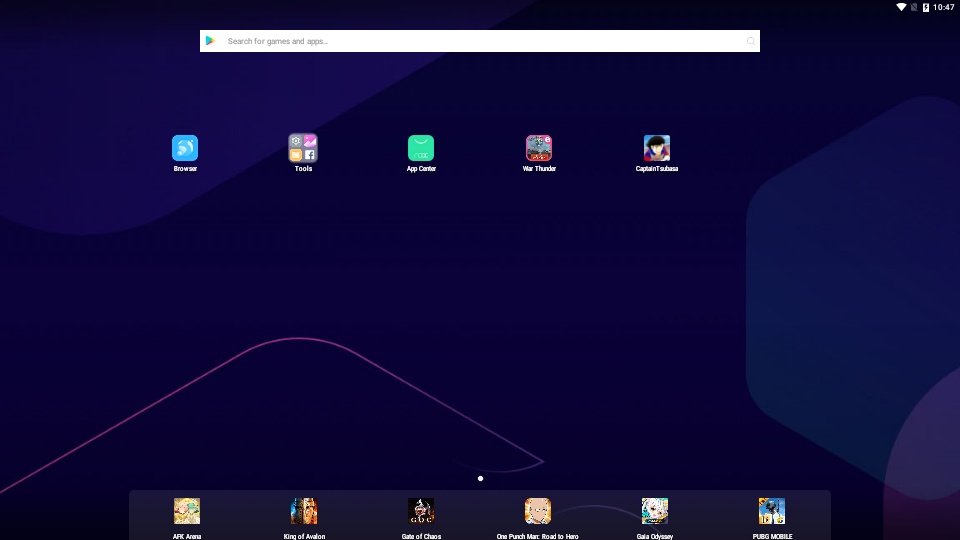 10:47
Search for games and apps...
Browser
Tools
App Center
War Thunder
CaptainTsubasa
AFK Arena
King of Avalon
Gate of Chaos
One Punch Man: Road to Hero
Gaia Odyssey
PUBG MOBILE